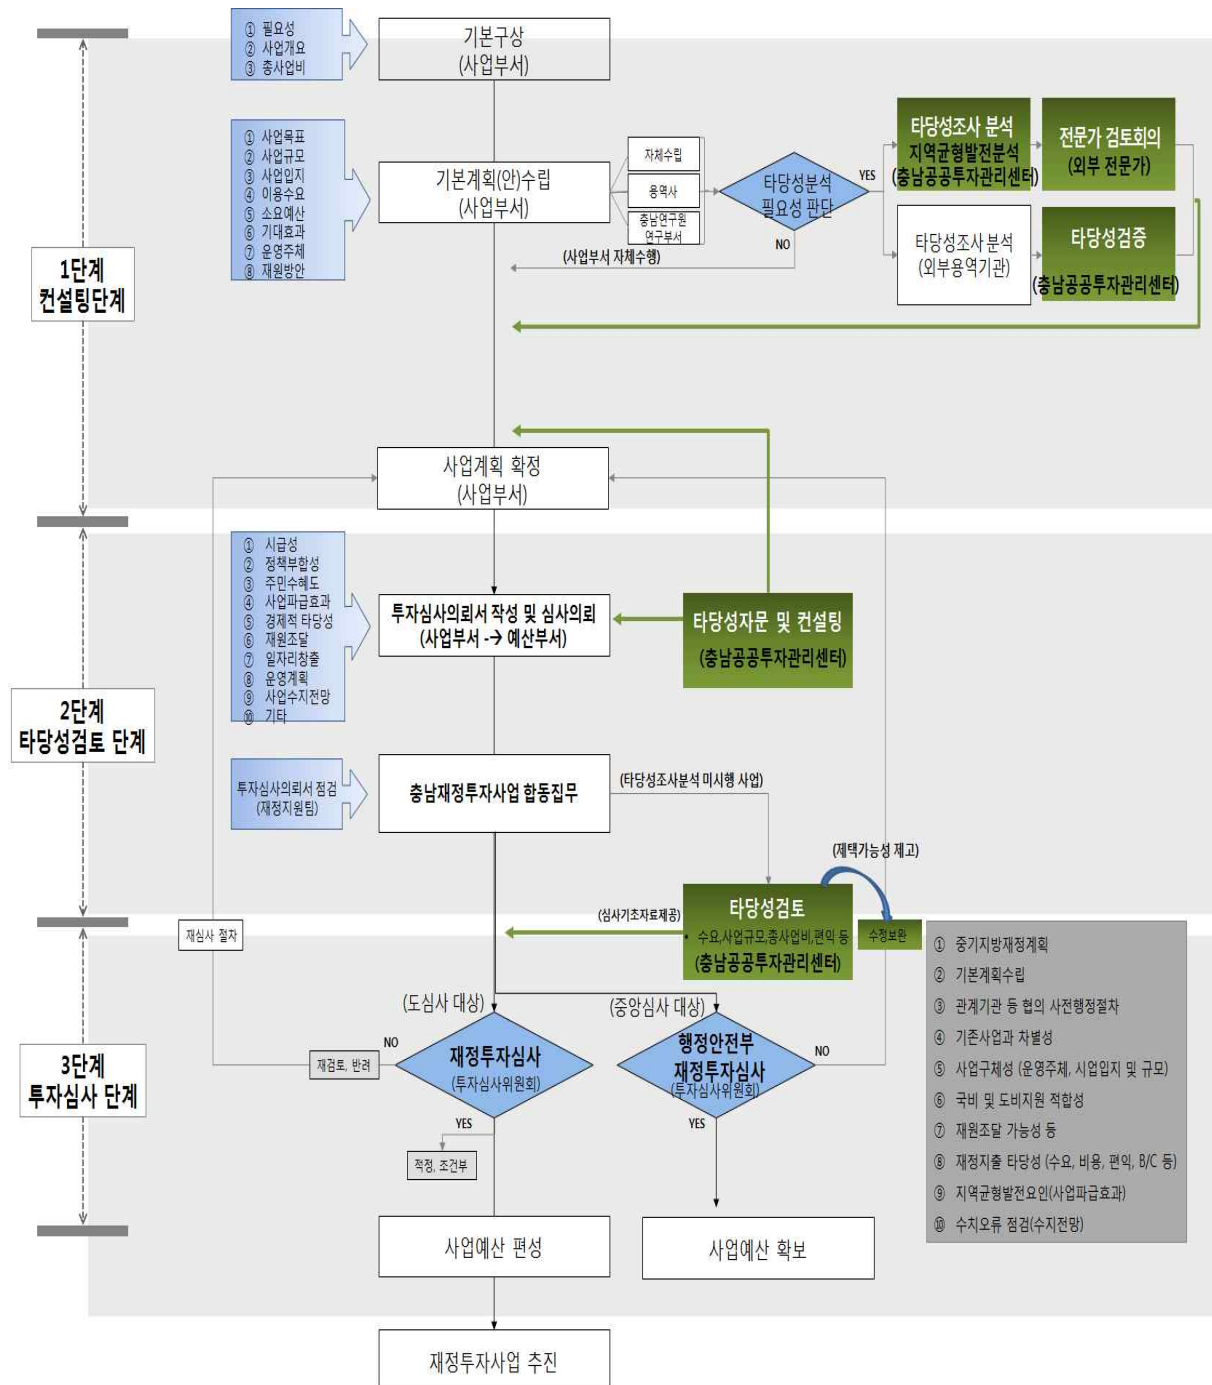 ① 필요성
② 사업개요
③ 총사업비
기본구상
(사업부서)
① 사업목표
② 사업규모
③ 사업입지
④ 이용수요
⑤ 소요예산
⑥ 기대효과
⑦ 운영주체
⑧ 재원방안
기본계획(안)수립
(사업부서)
자체수립
용역사
충남연구원
연구부서
타당성분석
필요성 판단
YES
NO
(사업부서 자체수행)
타당성조사 분석
지역균형발전분석
(충남공공투자관리센터)
전문가 검토회의
(외부 전문가)
타당성조사 분석
(외부용역기관)
타당성검증
(충남공공투자관리센터)
1단계
컨설팅단계
사업계획 확정
(사업부서)
① 시급성
② 정책부합성
③ 주민수혜도
④ 사업파급효과
⑤ 경제적 타당성
⑥ 재원조달
⑦ 일자리창출
⑧ 운영계획
⑨ 사업수지전망
⑩ 기타
투자심사의뢰서 작성 및 심사의뢰
(사업부서 -> 예산부서)
타당성자문 및 컨설팅
(충남공공투자관리센터)
2단계
타당성검토 단계
투자심사의뢰서 점검
(재정지원팀)
충남재정투자사업 합동집무
(타당성조사분석 미시행 사업)
(제택가능성 제고)
타당성검토
• 수요,사업규모,총사업비,편익 등
(충남공공투자관리센터)
수정보완
(심사기초자료제공)
재심사 절차
3단계
투자심사 단계
(도심사 대상)
(중앙심사 대상)
재정투자심사
(투자심사위원회)
NO
재검토, 반려
YES
적정, 조건부
행정안전부
재정투자심사
(투자심사위원회)
NO
YES
① 중기지방재정계획
② 기본계획수립
③ 관계기관 등 협의 사전행정절차
④ 기존사업과 차별성
⑤ 사업구체성 (운영주체, 시업입지 및 규모)
⑥ 국비 및 도비지원 적합성
⑦ 재원조달 가능성 등
⑧ 재정지출 타당성 (수요, 비용, 편익, B/C 등)
⑨ 지역균형발전요인(사업파급효과)
⑩ 수치오류 점검(수지전망)
사업예산 편성
사업예산 확보
재정투자사업 추진